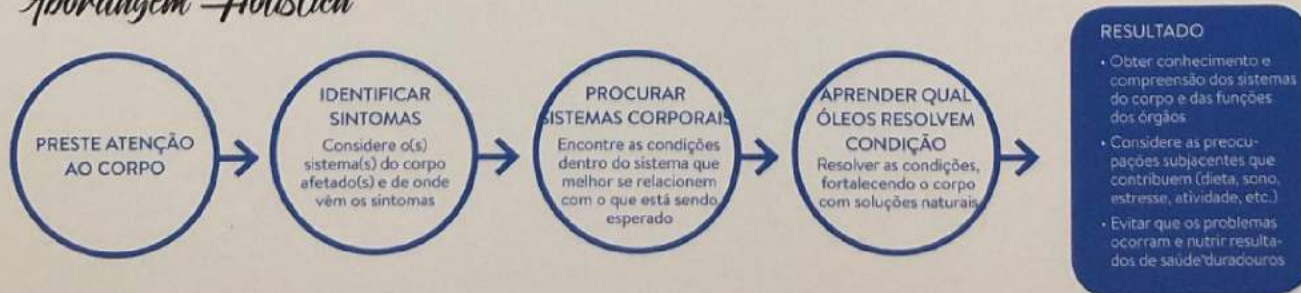 Abordagem Holística
PRESTE ATENÇÃO
AO CORPO
IDENTIFICAR
SINTOMAS
Considere o(s)
sistema(s) do corpo
afetado(s) e de onde
vêm os sintomas
PROCURAR
SISTEMAS CORPORAIS
Encontre as condições
dentro do sistema que
melhor se relacionem
com o que está sendo
esperado
APRENDER QUAL
ÓLEOS RESOLVEM
CONDIÇÃO
Resolver as condições,
fortalecendo o corpo
com soluções naturais
RESULTADO
• Obter conhecimento e
compreensão dos sistemas
do corpo e das funções
dos órgãos
• Considere as preocu-
pações subjacentes que
contribuem (dieta, sono,
estresse, atividade, etc.)
• Evitar que os problemas
ocorram e nutrir resulta-
dos de saúde duradouros